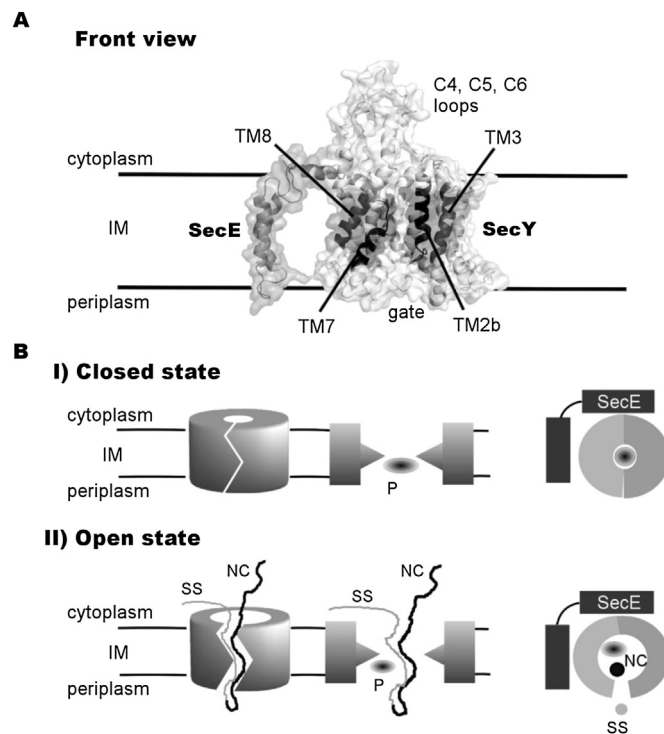 A
Front view
C4, C5, C6
loops
TM8
TM3
cytoplasm
IM
SecE
SecY
periplasm
TM7
gate
TM2b
B
I) Closed state
cytoplasm
IM
periplasm
P
SecE
II) Open state
SS
NC
SS
NC
cytoplasm
IM
periplasm
P
SecE
NC
SS